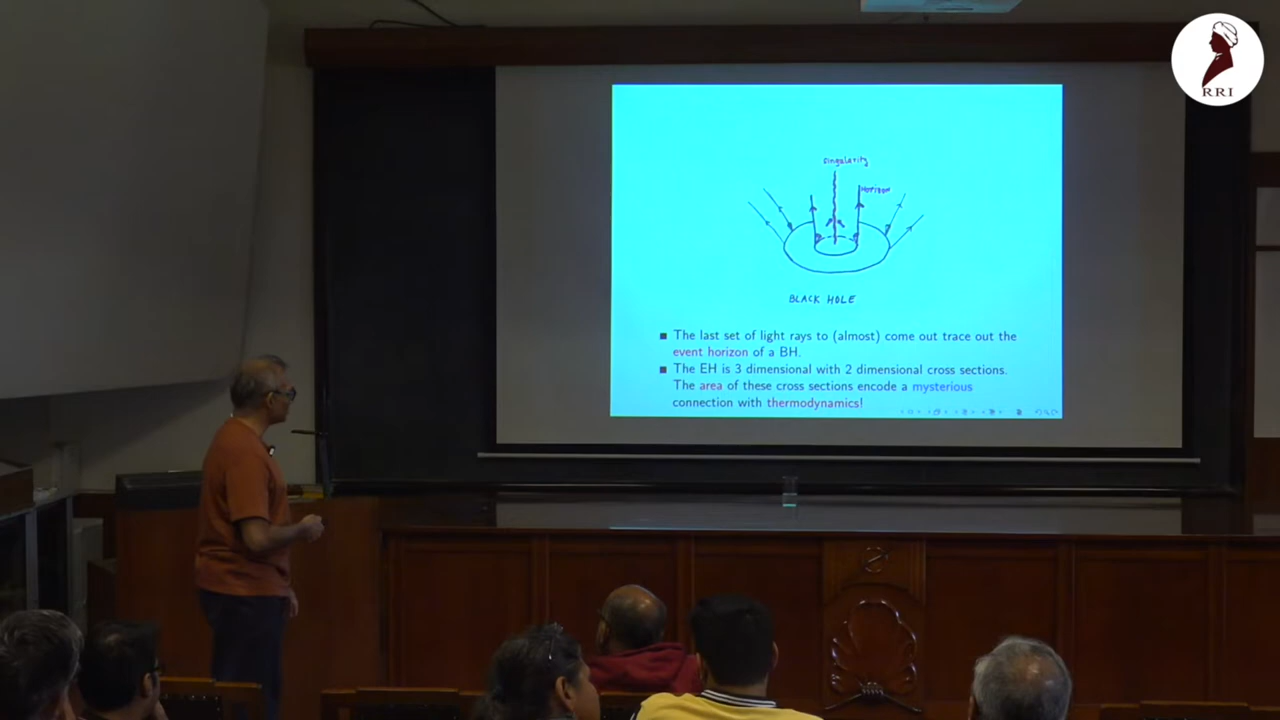 RRI
Singularity
Horizon
BLACK HOLE
The last set of light rays to (almost) come out trace out the
event horizon of a BH.
The EH is 3 dimensional with 2 dimensional cross sections.
The area of these cross sections encode a mysterious
connection with thermodynamics!